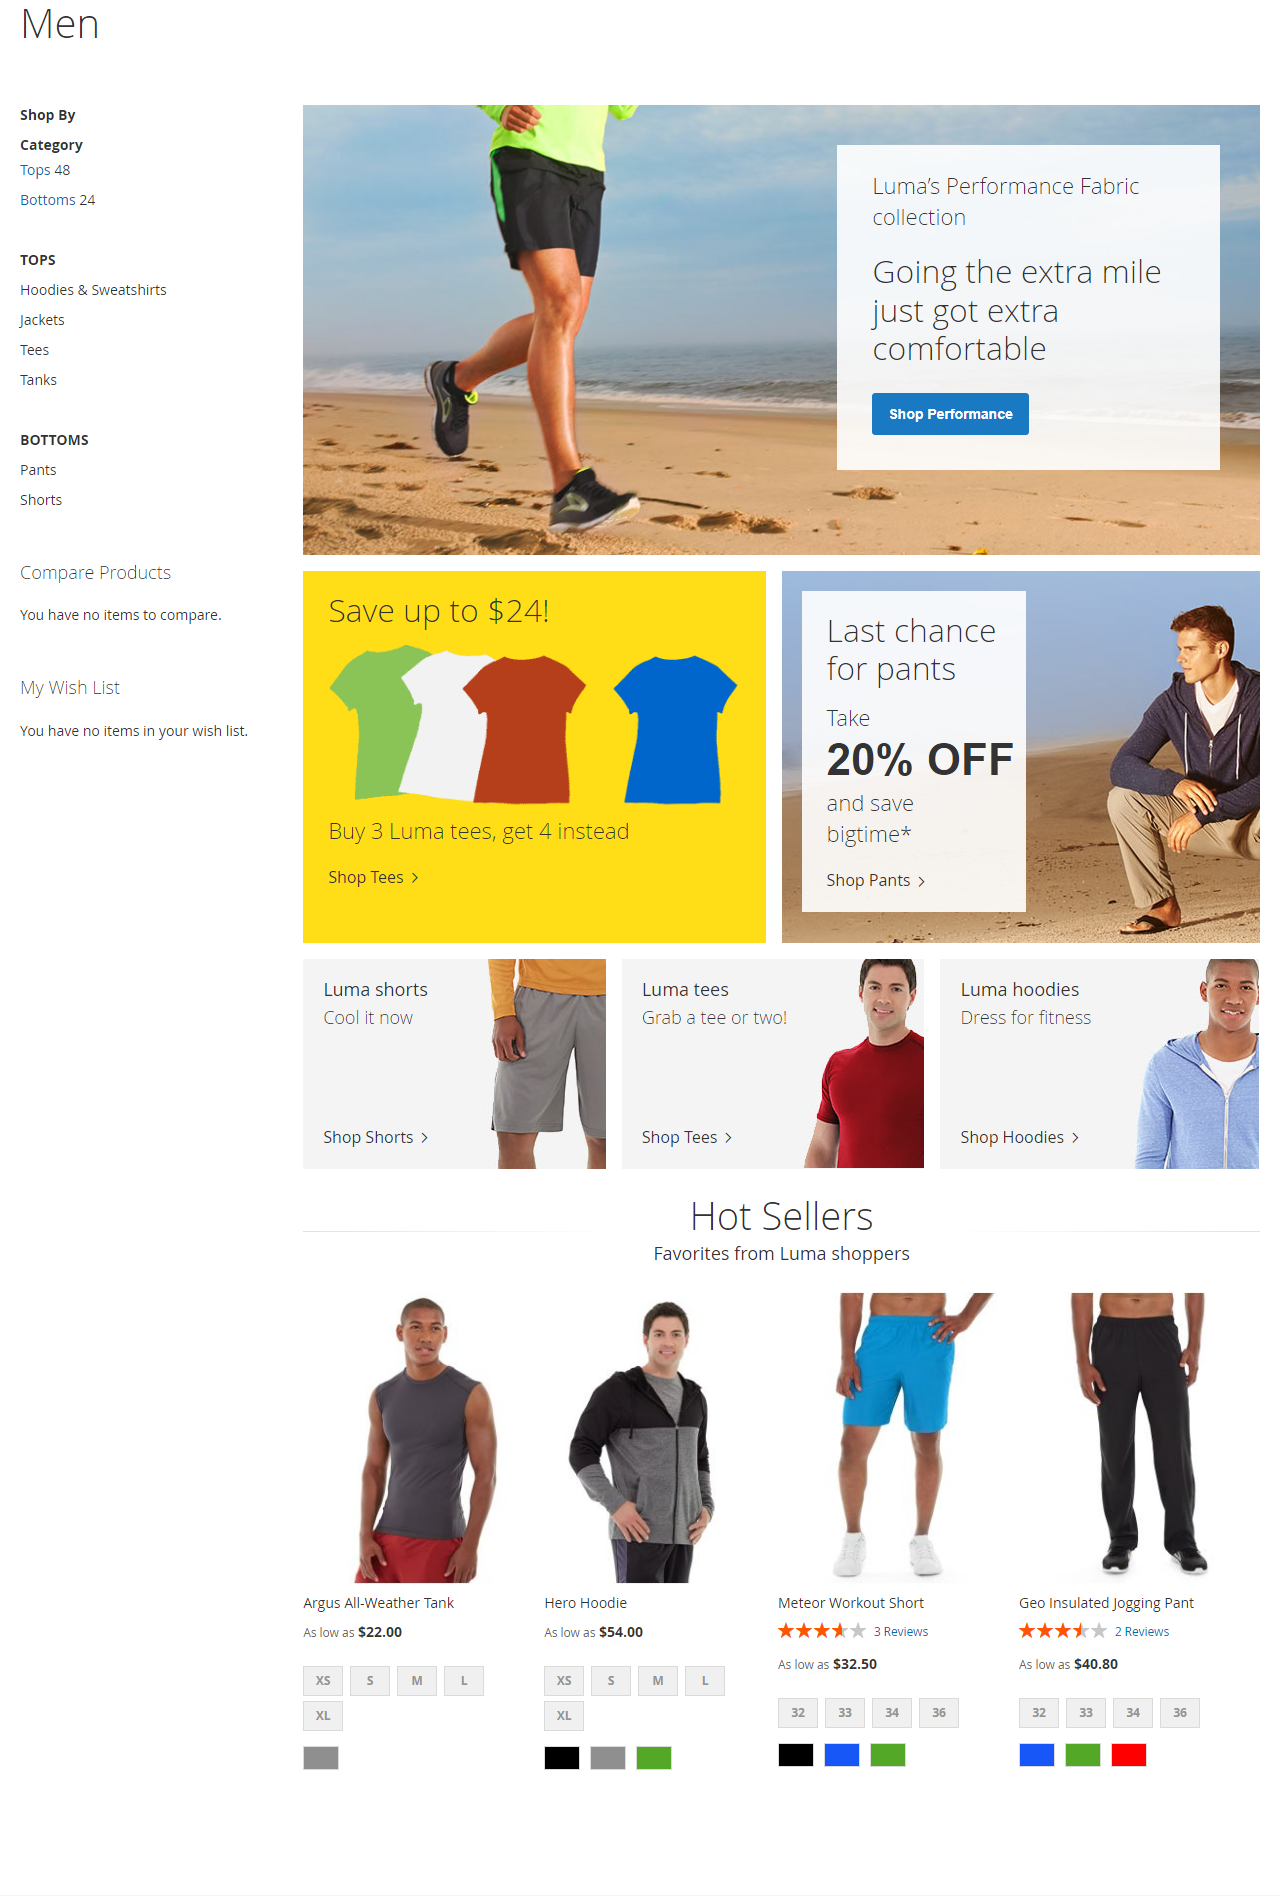 Men
Shop By
Category
Tops 48
Bottoms 24
TOPS
Hoodies & Sweatshirts
Jackets
Tees
Tanks
BOTTOMS
Pants
Shorts
Compare Products
You have no items to compare.
My Wish List
You have no items in your wish list.
Luma's Performance Fabric
collection
Going the extra mile
just got extra
comfortable
Shop Performance
Save up to $24!
Buy 3 Luma tees, get 4 instead
Shop Tees >
Last chance
for pants
Take
20% OFF
and save
bigtime*
Shop Pants >
Luma shorts
Cool it now
Shop Shorts >
Luma tees
Grab a tee or two!
Shop Tees >
Luma hoodies
Dress for fitness
Shop Hoodies >
Hot Sellers
Favorites from Luma shoppers
Argus All-Weather Tank
As low as $22.00
XS S M L
XL
Hero Hoodie
As low as $54.00
XS S M L
XL
Meteor Workout Short
3 Reviews
As low as $32.50
32 33 34 36
Geo Insulated Jogging Pant
2 Reviews
As low as $40.80
32 33 34 36